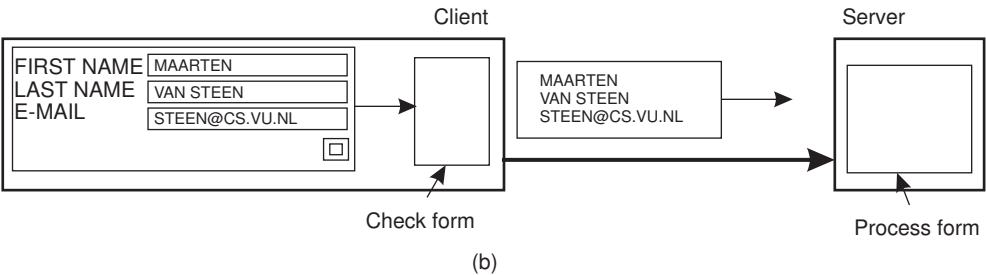 Client
Server
FIRST NAME MAARTEN
LAST NAME VAN STEEN
E-MAIL STEEN@CS.VU.NL
MAARTEN
VAN STEEN
STEEN@CS.VU.NL
Check form
Process form
(b)